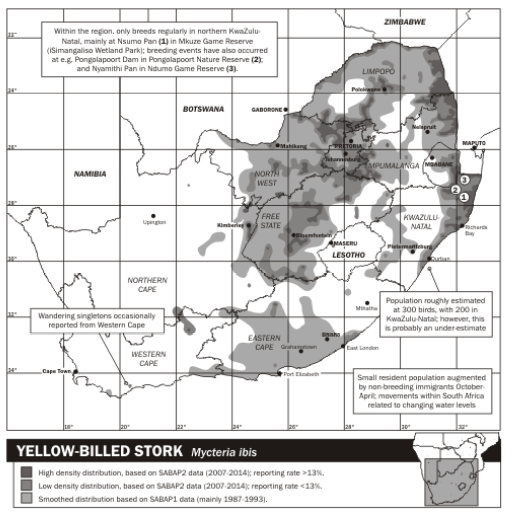 ZIMBABWE
22°
Within the region, only breeds regularly in northern KwaZulu-
Natal, mainly at Nsumo Pan (1) in Mkuze Game Reserve
(iSimangaliso Wetland Park); breeding events have also occurred
at e.g. Pongolapoort Dam in Pongolapoort Nature Reserve (2);
and Nyamithi Pan in Ndumo Game Reserve (3).
LIMPOPO
Polokwane
24°
BOTSWANA
GABORONE
Nelspruit
MAPUTO
Mahikeng
PRETORIA
Johannesburg
26°
MPUMALANGA
MBABANE
NAMIBIA
NORTH
WEST
3
2
1
28°
Upington
Kimberley
FREE
STATE
Bloemfontein
MASERU
LESOTHO
KWAZULU-
NATAL
Richards
Bay
Pietermaritzburg
Durban
30°
NORTHERN
CAPE
Population roughly estimated
at 300 birds, with 200 in
KwaZulu-Natal; however, this
is probably an under-estimate
Wandering singletons occasionally
reported from Western Cape
Mthatha
32°
EASTERN
CAPE
Bhisho
Grahamstown
East London
WESTERN
CAPE
Cape Town
34°
Port Elizabeth
Small resident population augmented
by non-breeding immigrants October-
April; movements within South Africa
related to changing water levels
18°
20°
22°
24°
26°
28°
30°
32°
YELLOW-BILLED STORK Mycteria ibis
High density distribution, based on SABAP2 data (2007-2014); reporting rate >13%.
Low density distribution, based on SABAP2 data (2007-2014); reporting rate <13%.
Smoothed distribution based on SABAP1 data (mainly 1987-1993).